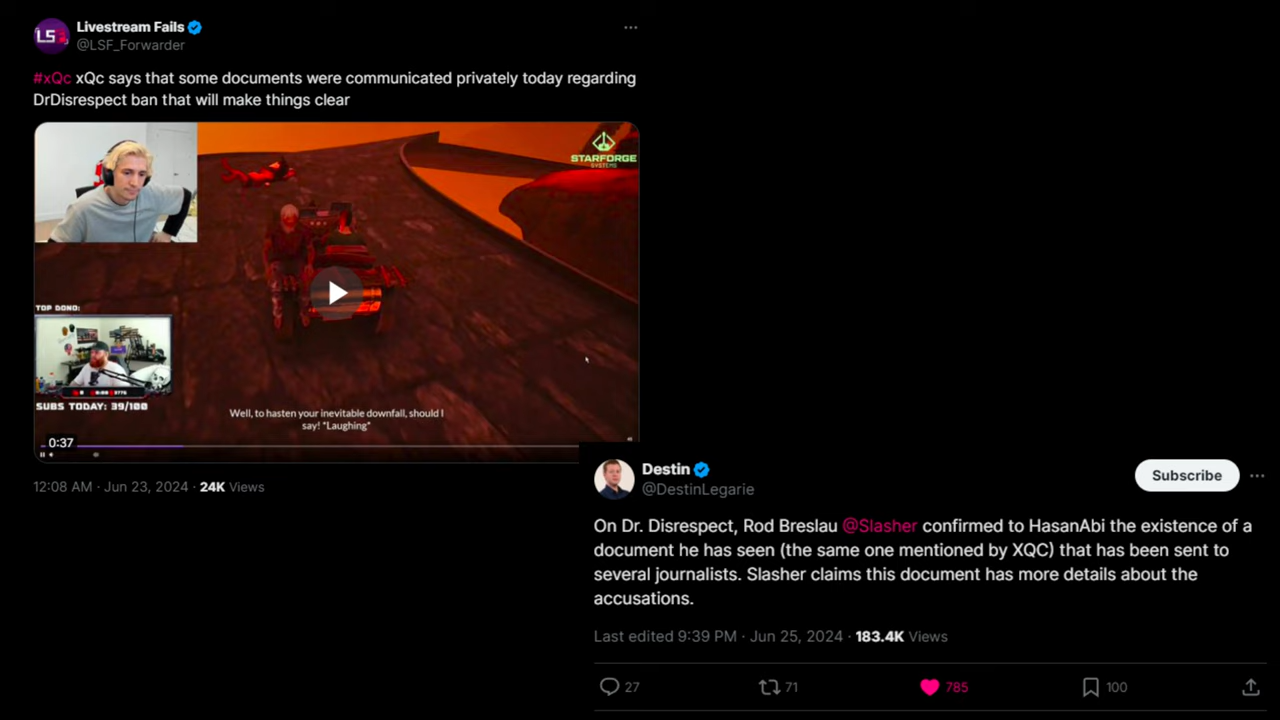 LS
Livestream Fails
@LSF_Forwarder
#xQc xQc says that some documents were communicated privately today regarding
DrDisrespect ban that will make things clear
STARFORGE
SYSTEMS
TOP DONO:
SUBS TODAY: 39/100
Well, to hasten your inevitable downfall, should I
say! *Laughing*
0:37
12:08 AM · Jun 23, 2024 · 24K Views
Destin
@DestinLegarie
Subscribe
On Dr. Disrespect, Rod Breslau @Slasher confirmed to HasanAbi the existence of a
document he has seen (the same one mentioned by XQC) that has been sent to
several journalists. Slasher claims this document has more details about the
accusations.
Last edited 9:39 PM · Jun 25, 2024 · 183.4K Views
27 71 785 100